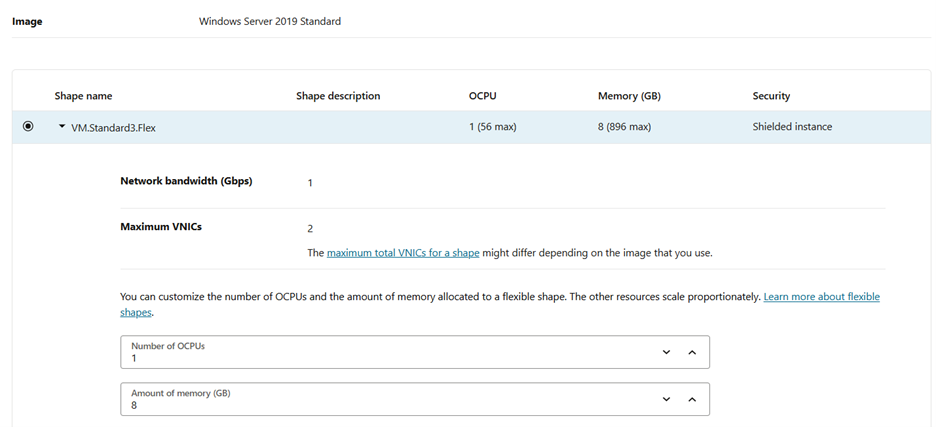 Image Windows Server 2019 Standard
Shape name Shape description OCPU Memory (GB) Security
VM.Standard3.Flex 1 (56 max) 8 (896 max) Shielded instance
Network bandwidth (Gbps) 1
Maximum VNICs 2
The maximum total VNICs for a shape might differ depending on the image that you use.
You can customize the number of OCPUs and the amount of memory allocated to a flexible shape. The other resources scale proportionately. Learn more about flexible
shapes.
Number of OCPUs
1
Amount of memory (GB)
8